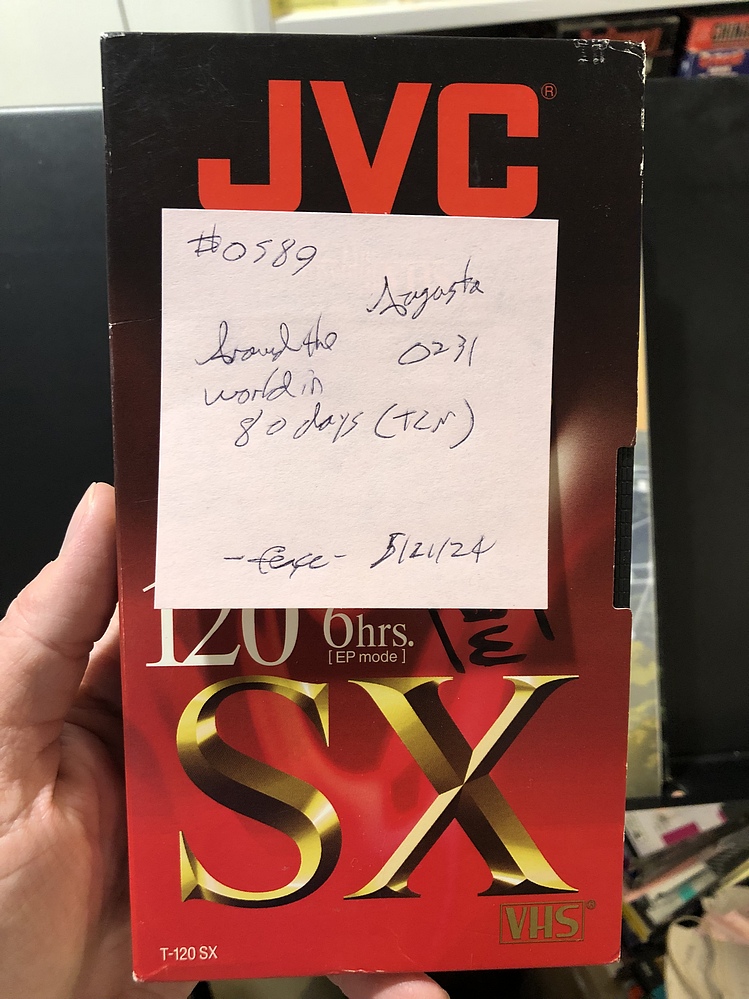 JVC®
#0589
Augusta
0231
Around the
world in
80 days (TLN)
5/21/24
120
6hrs.
[EP mode]
SX
VHS
T-120 SX